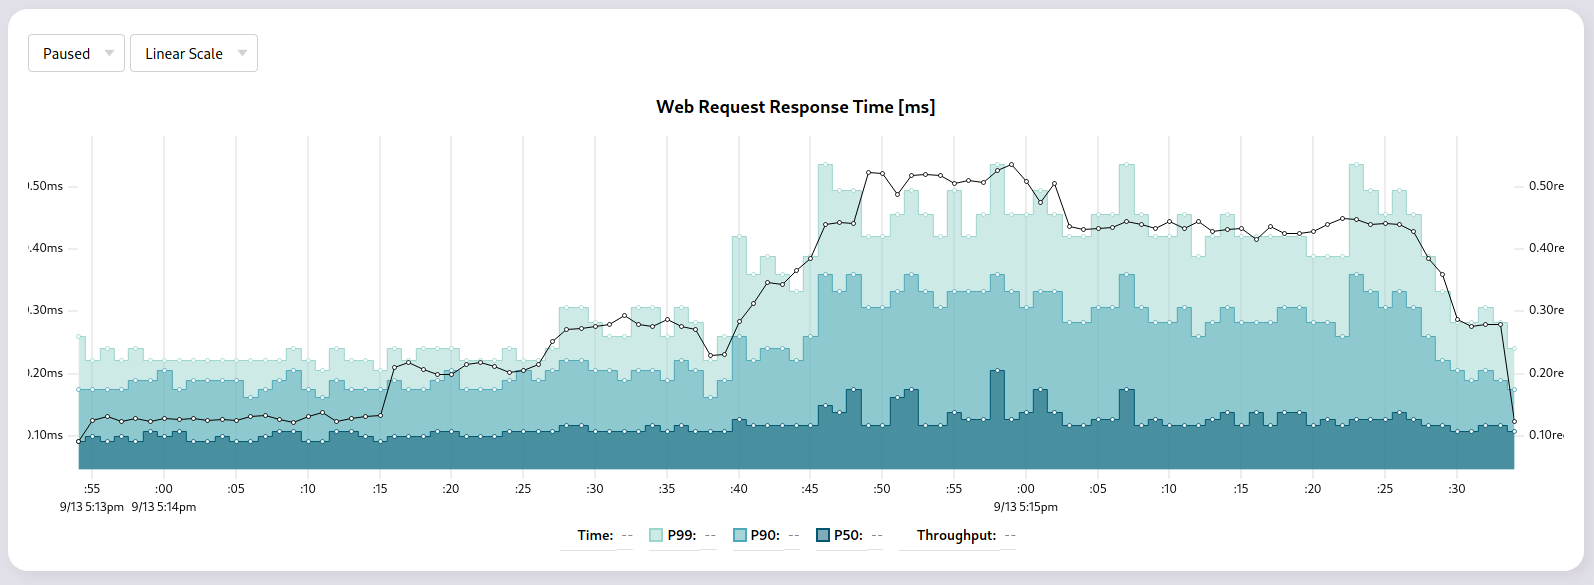 Paused
Linear Scale
Web Request Response Time [ms]
.50ms
.40ms
.30ms
.20ms
.10ms
0.50re
0.40re
0.30re
0.20re
0.10re
:55 :00 :05 :10 :15 :20 :25 :30 :35 :40 :45 :50 :55 :00 :05 :10 :15 :20 :25 :30
9/13 5:13pm 9/13 5:14pm 9/13 5:15pm
Time: -- P99: -- P90: -- P50: -- Throughput: --